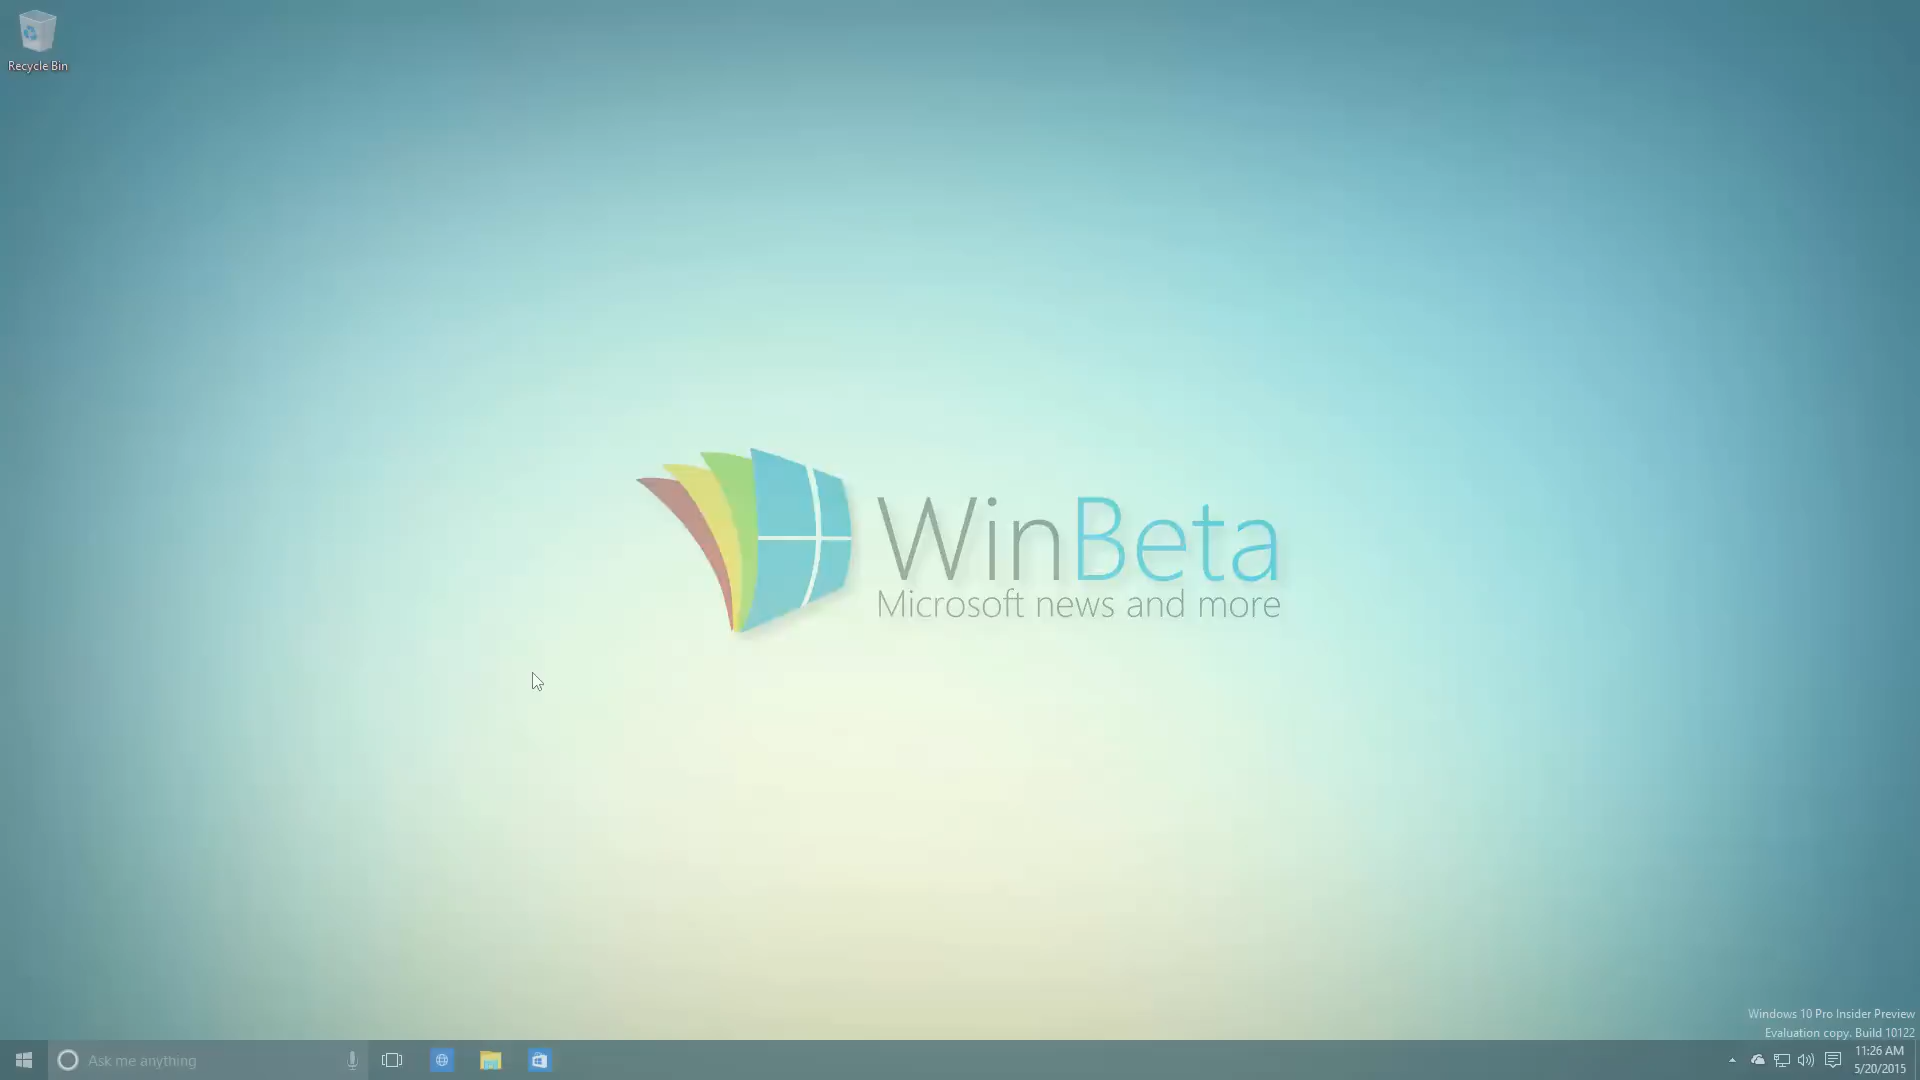 Recycle Bin
WinBeta
Microsoft news and more
Windows 10 Pro Insider Preview
Evaluation copy. Build 10122
Ask me anything
11:26 AM
5/20/2015